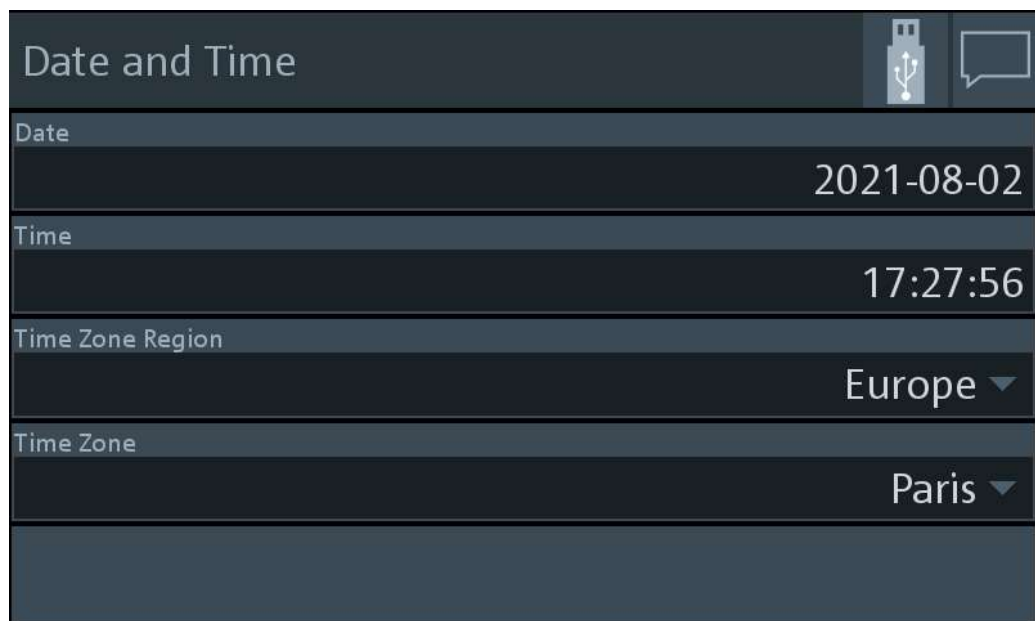 Date and Time
Date
2021-08-02
Time
17:27:56
Time Zone Region
Europe
Time Zone
Paris